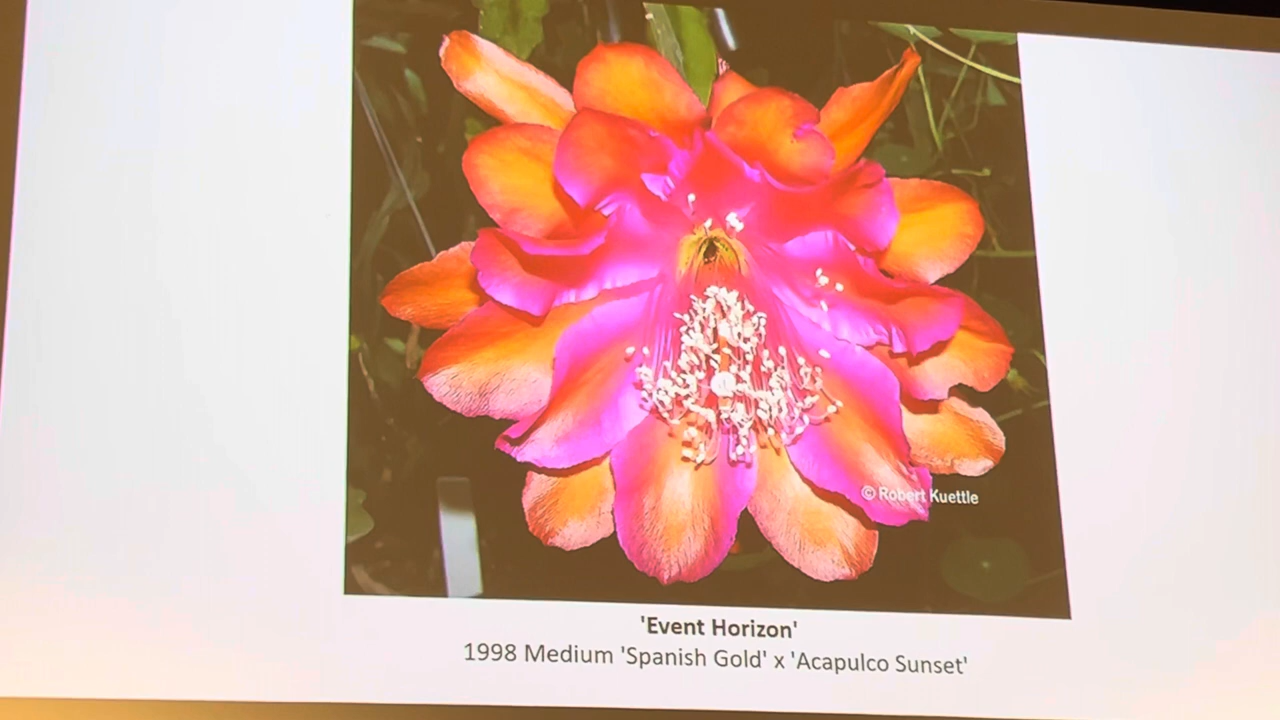 © Robert Kuettle
'Event Horizon'
1998 Medium 'Spanish Gold' x 'Acapulco Sunset'